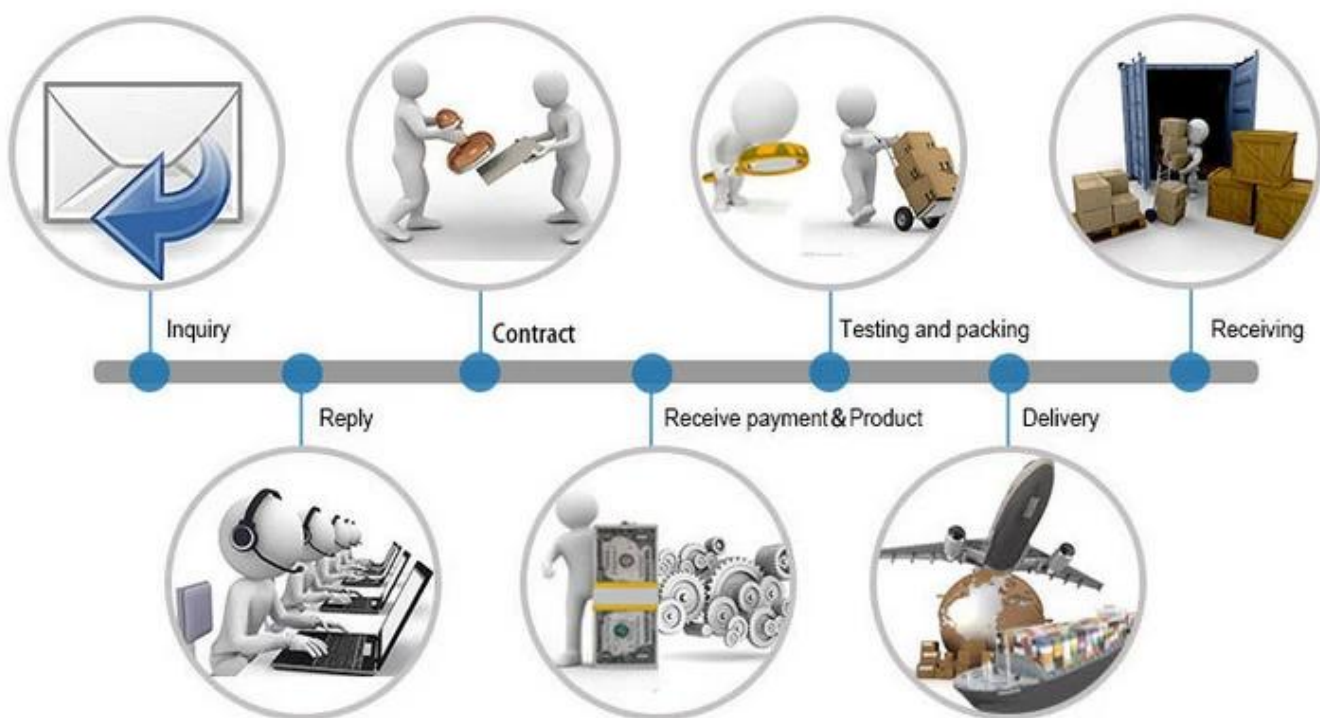 Inquiry
Contract
Testing and packing
Receiving
Reply
Receive payment & Product
Delivery